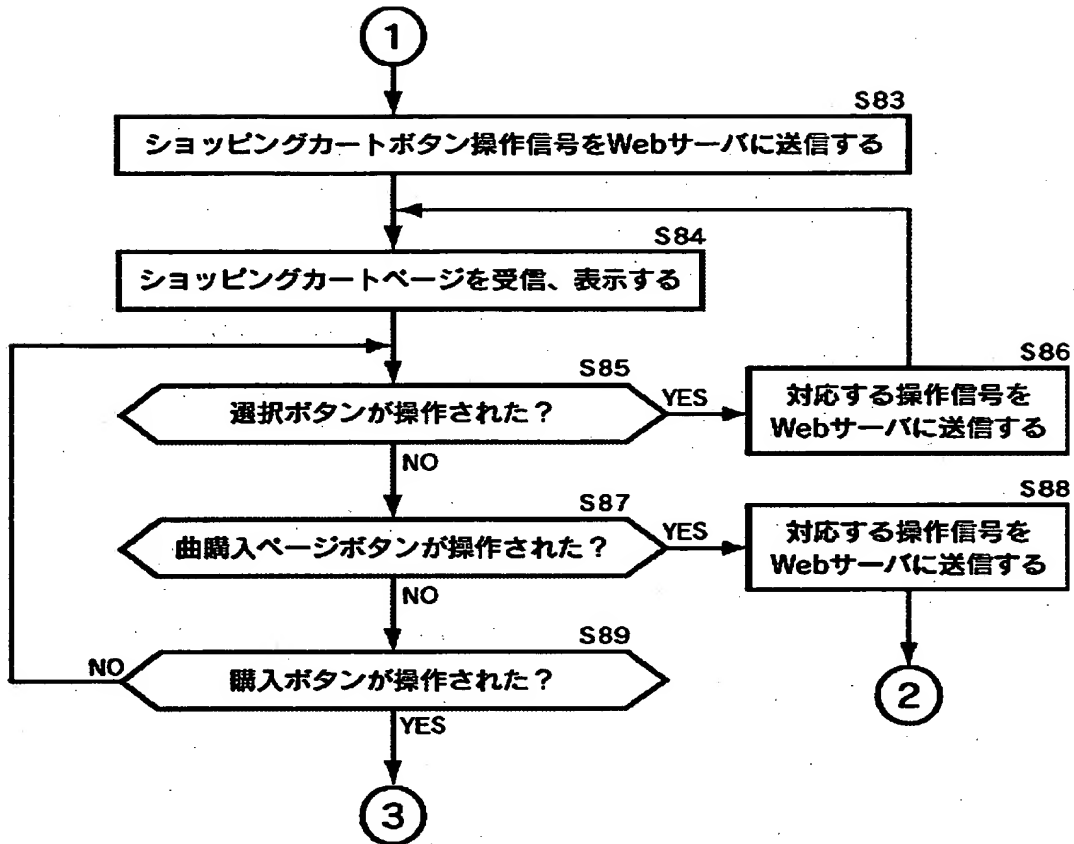 1
S83
ショッピングカートボタン操作信号をWebサーバに送信する
S84
ショッピングカートページを受信、表示する
S85
選択ボタンが操作された？
YES
S86
対応する操作信号を
Webサーバに送信する
NO
S87
曲購入ページボタンが操作された？
YES
S88
対応する操作信号を
Webサーバに送信する
NO
S89
購入ボタンが操作された？
NO
YES
2
3